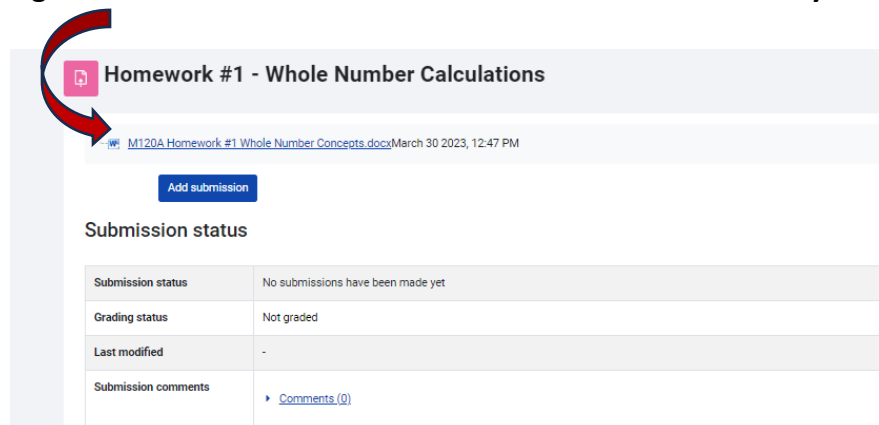 Homework #1 - Whole Number Calculations
M120A Homework #1 Whole Number Concepts.docxMarch 30 2023, 12:47 PM
Add submission
Submission status
Submission status No submissions have been made yet
Grading status Not graded
Last modified -
Submission comments Comments (0)